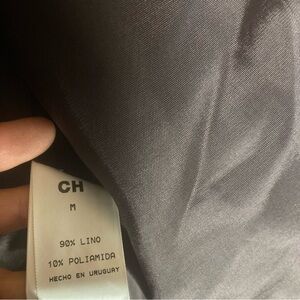 CH
M
90% LINO
10% POLIAMIDA
HECHO EN URUGUAY